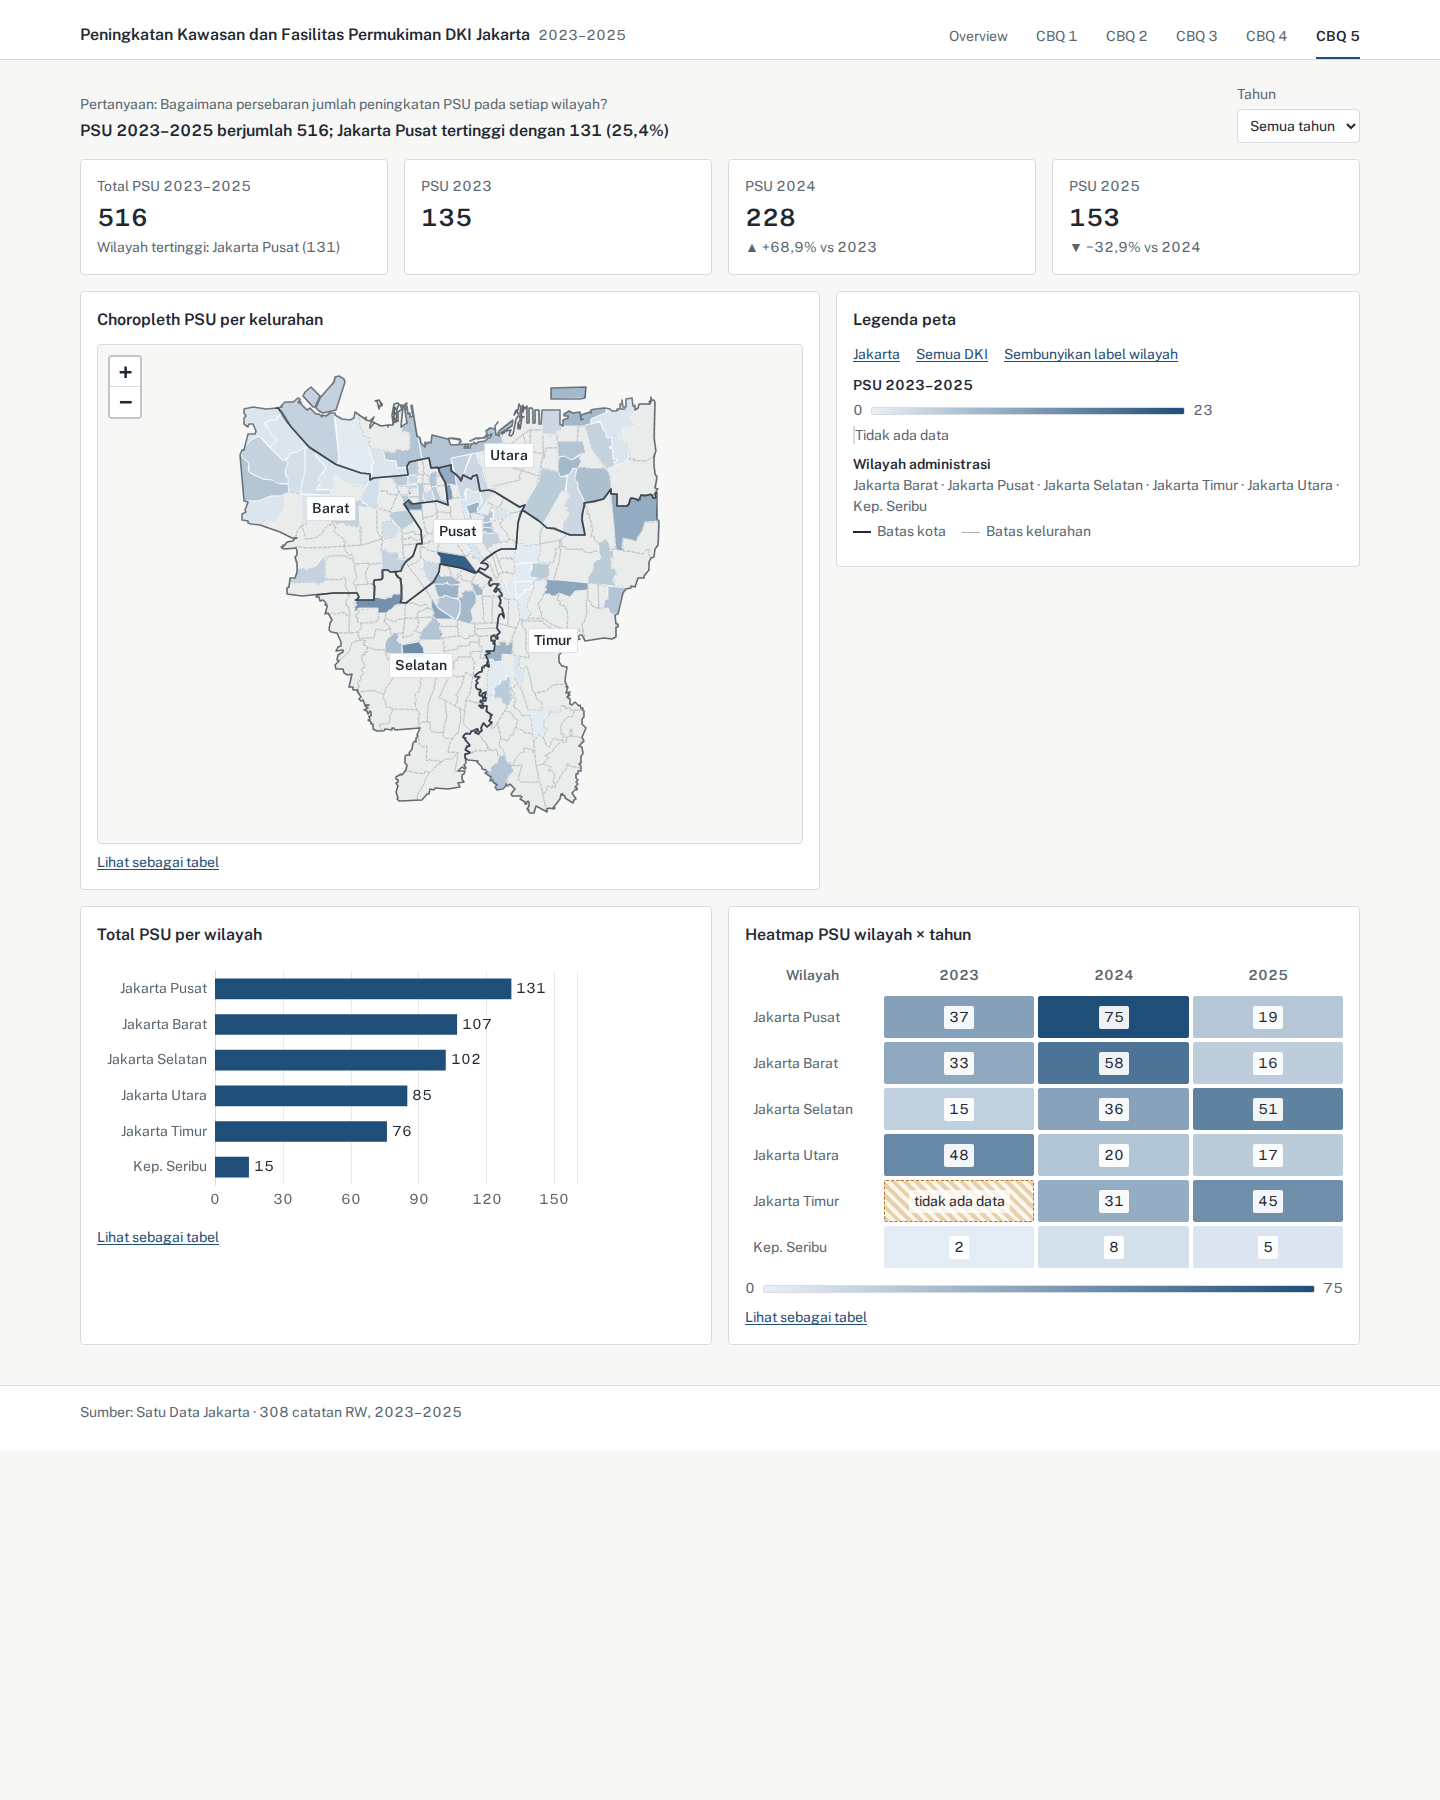 Peningkatan Kawasan dan Fasilitas Permukiman DKI Jakarta 2023–2025
Overview CBQ 1 CBQ 2 CBQ 3 CBQ 4 CBQ 5
Pertanyaan: Bagaimana persebaran jumlah peningkatan PSU pada setiap wilayah?
PSU 2023–2025 berjumlah 516; Jakarta Pusat tertinggi dengan 131 (25,4%)
Tahun
Semua tahun
Total PSU 2023–2025
516
Wilayah tertinggi: Jakarta Pusat (131)
PSU 2023
135
PSU 2024
228
▲ +68,9% vs 2023
PSU 2025
153
▼ −32,9% vs 2024
Choropleth PSU per kelurahan
+
−
Utara
Barat
Pusat
Timur
Selatan
Lihat sebagai tabel
Legenda peta
Jakarta Semua DKI Sembunyikan label wilayah
PSU 2023–2025
0 23
Tidak ada data
Wilayah administrasi
Jakarta Barat · Jakarta Pusat · Jakarta Selatan · Jakarta Timur · Jakarta Utara ·
Kep. Seribu
Batas kota Batas kelurahan
Total PSU per wilayah
Jakarta Pusat 131
Jakarta Barat 107
Jakarta Selatan 102
Jakarta Utara 85
Jakarta Timur 76
Kep. Seribu 15
0 30 60 90 120 150
Lihat sebagai tabel
Heatmap PSU wilayah × tahun
Wilayah 2023 2024 2025
Jakarta Pusat 37 75 19
Jakarta Barat 33 58 16
Jakarta Selatan 15 36 51
Jakarta Utara 48 20 17
Jakarta Timur tidak ada data 31 45
Kep. Seribu 2 8 5
0 75
Lihat sebagai tabel
Sumber: Satu Data Jakarta · 308 catatan RW, 2023–2025